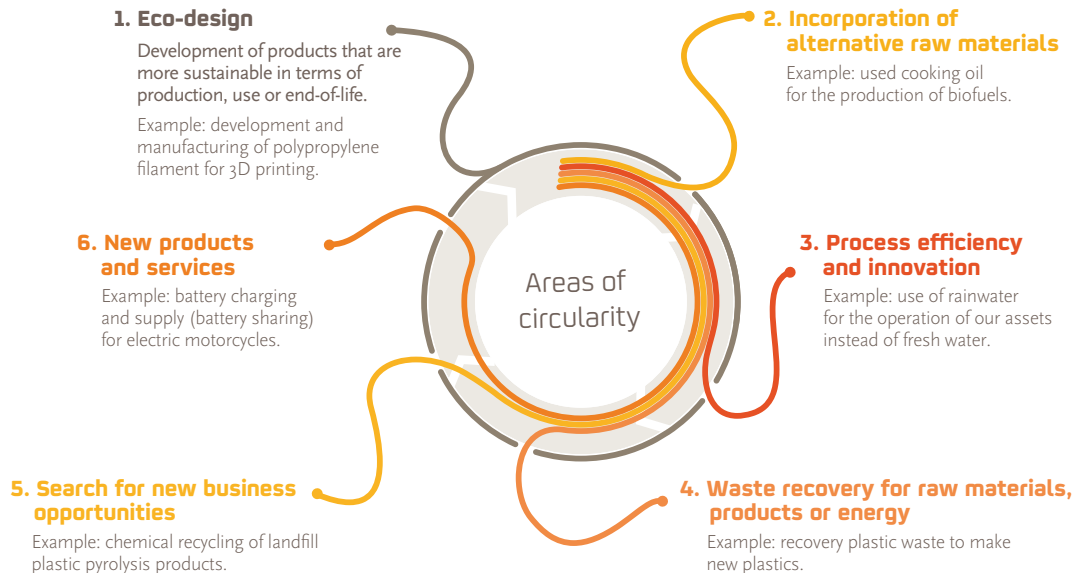 1. Eco-design
Development of products that are
more sustainable in terms of
production, use or end-of-life.
Example: development and
manufacturing of polypropylene
filament for 3D printing.
2. Incorporation of
alternative raw materials
Example: used cooking oil
for the production of biofuels.
3. Process efficiency
and innovation
Example: use of rainwater
for the operation of our assets
instead of fresh water.
4. Waste recovery for raw materials,
products or energy
Example: recovery plastic waste to make
new plastics.
5. Search for new business
opportunities
Example: chemical recycling of landfill
plastic pyrolysis products.
6. New products
and services
Example: battery charging
and supply (battery sharing)
for electric motorcycles.
Areas of
circularity